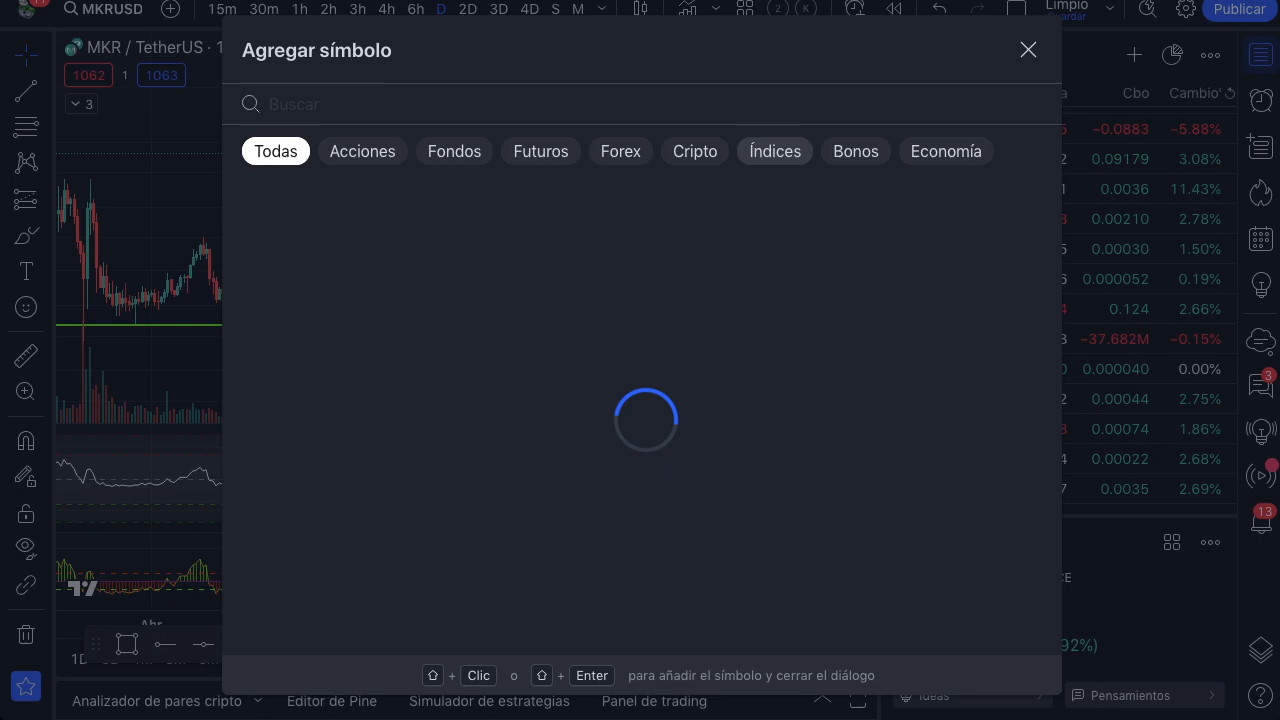 MKRUSD
15m 30m 1h 2h 3h 4h 6h D 2D 3D 4D S M
Limpio
Guardar
Publicar
MKR / TetherUS · 1
1062 1 1063
3
Agregar símbolo
Buscar
Todas Acciones Fondos Futuros Forex Cripto Índices Bonos Economía
Cbo Cambio
−0.0883 −5.88%
0.09179 3.08%
0.0036 11.43%
0.00210 2.78%
0.00030 1.50%
0.000052 0.19%
0.124 2.66%
−37.682M −0.15%
0.000040 0.00%
0.00044 2.75%
0.00074 1.86%
0.00022 2.68%
0.0035 2.69%
3
13
CE
92%)
Abr
1D
+ Clic o + Enter para añadir el símbolo y cerrar el diálogo
Analizador de pares cripto Editor de Pine Simulador de estrategias Panel de trading
Ideas Pensamientos